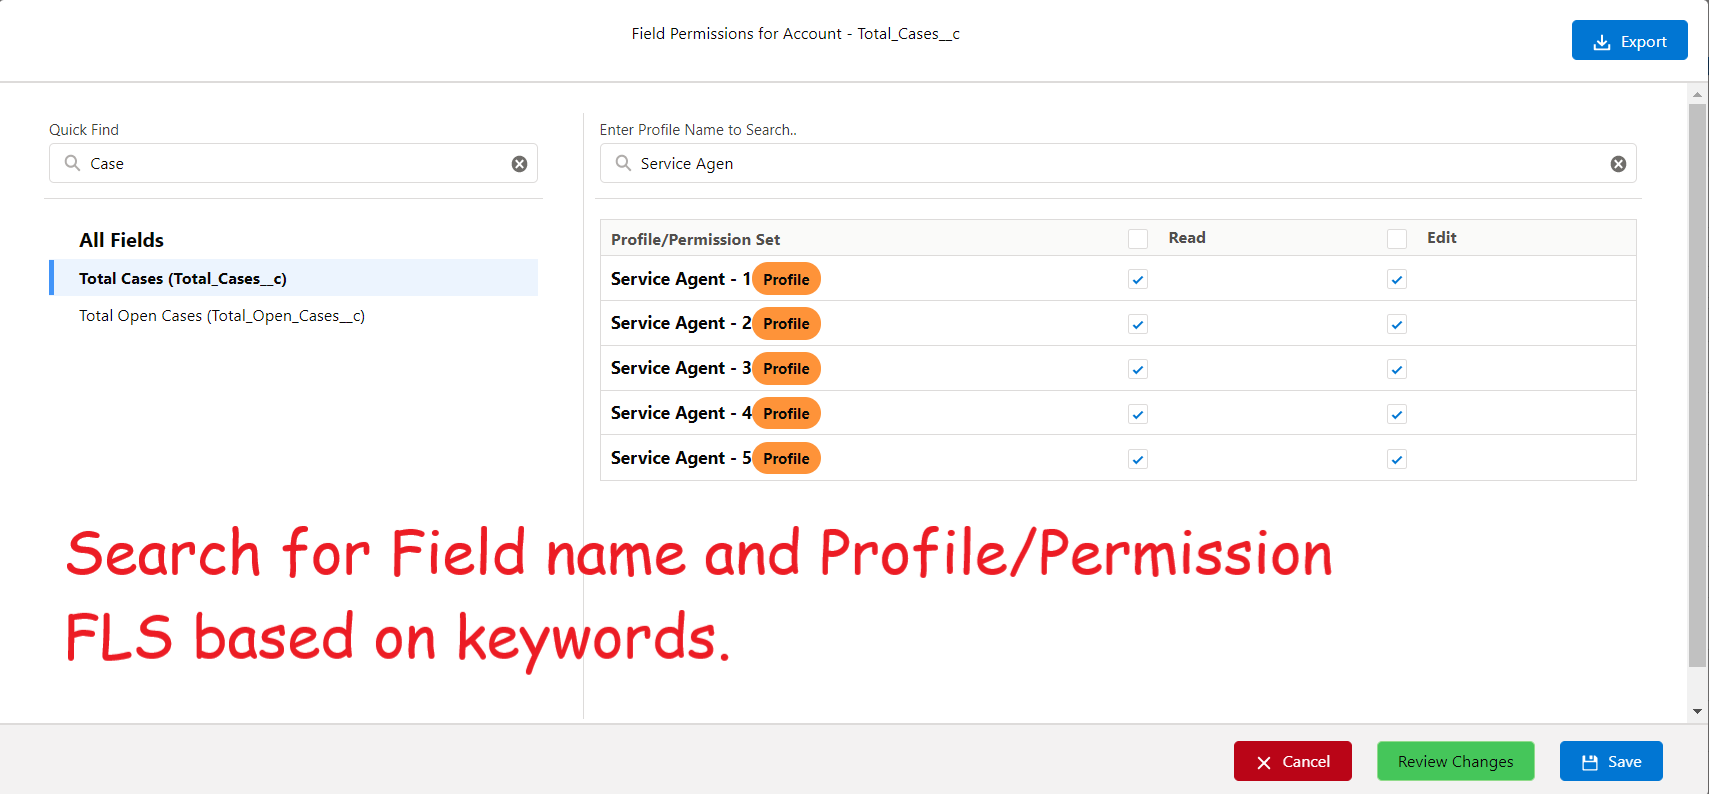 Field Permissions for Account - Total_Cases__c
Export
Quick Find
Case
All Fields
Total Cases (Total_Cases__c)
Total Open Cases (Total_Open_Cases__c)
Enter Profile Name to Search..
Service Agen
Profile/Permission Set Read Edit
Service Agent - 1 Profile
Service Agent - 2 Profile
Service Agent - 3 Profile
Service Agent - 4 Profile
Service Agent - 5 Profile
Search for Field name and Profile/Permission
FLS based on keywords.
Cancel Review Changes Save